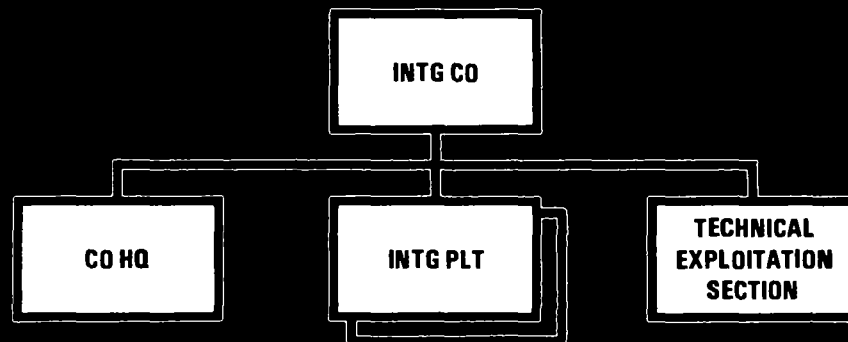 INTG CO
CO HQ
INTG PLT
TECHNICAL
EXPLOITATION
SECTION